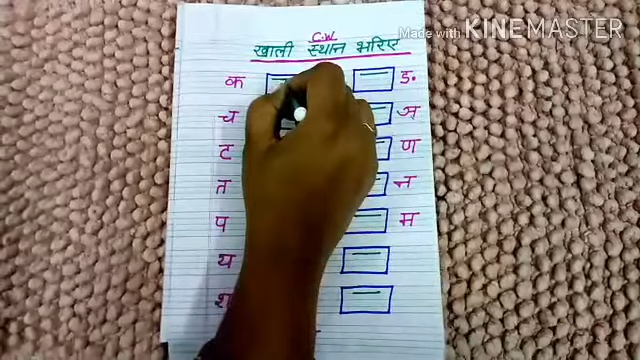 Made with KINEMASTER
C.W
खाली स्थान भरिए
क ङ
च ञ
ट ण
त न
प म
य
श